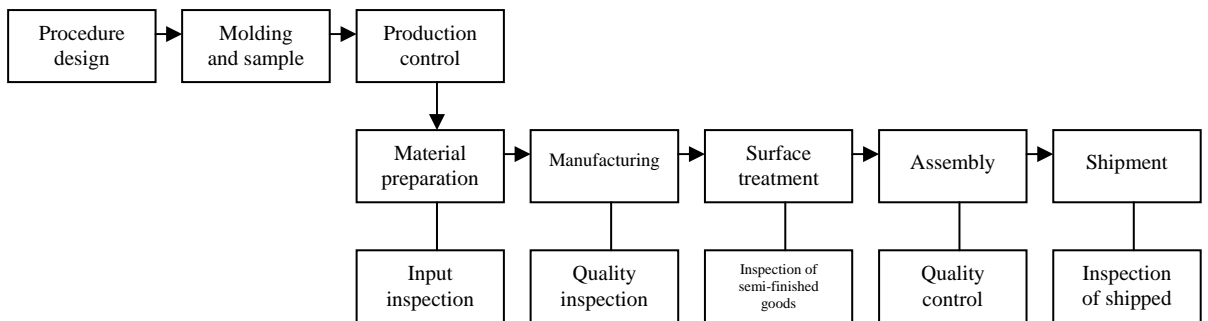 Procedure
design
Molding
and sample
Production
control
Material
preparation
Manufacturing
Surface
treatment
Assembly
Shipment
Input
inspection
Quality
inspection
Inspection of
semi-finished
goods
Quality
control
Inspection
of shipped